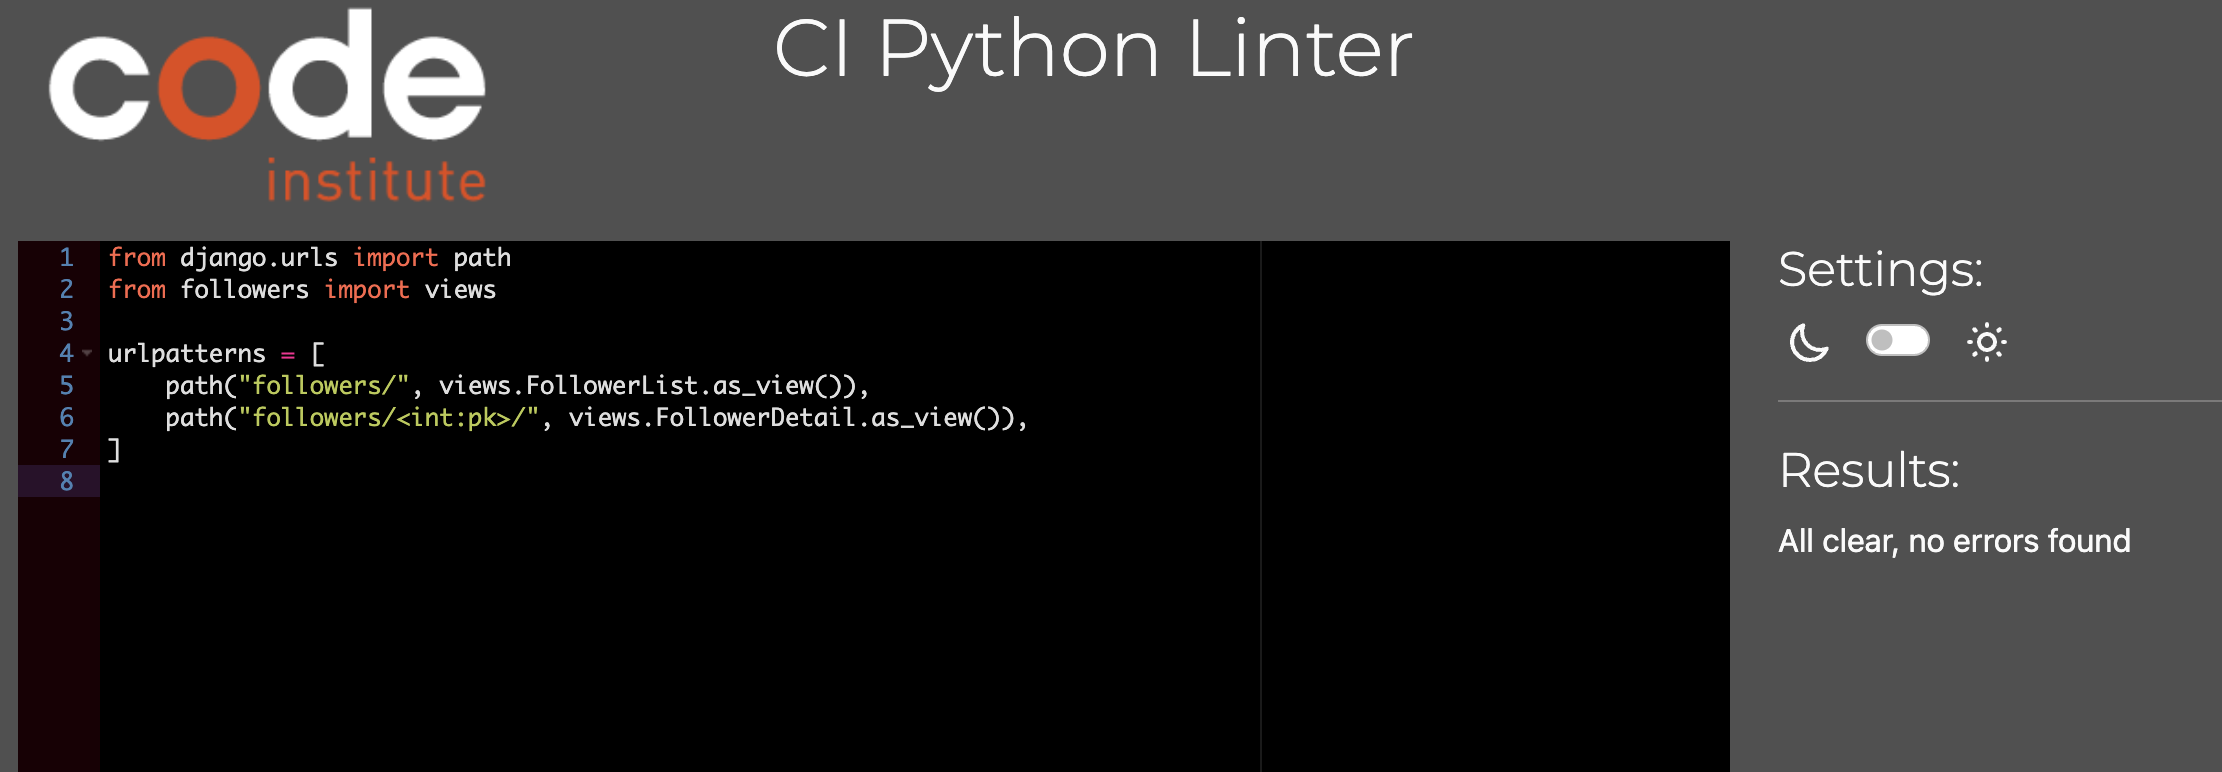 code
institute
CI Python Linter
1 from django.urls import path
2 from followers import views
3
4 urlpatterns = [
5     path("followers/", views.FollowerList.as_view()),
6     path("followers/<int:pk>/", views.FollowerDetail.as_view()),
7 ]
8
Settings:
Results:
All clear, no errors found